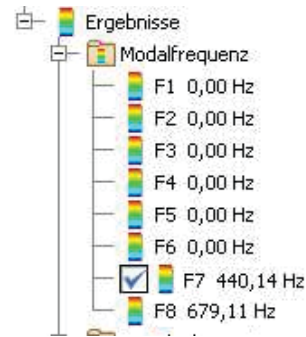 Ergebnisse
Modalfrequenz
F1 0,00 Hz
F2 0,00 Hz
F3 0,00 Hz
F4 0,00 Hz
F5 0,00 Hz
F6 0,00 Hz
F7 440,14 Hz
F8 679,11 Hz